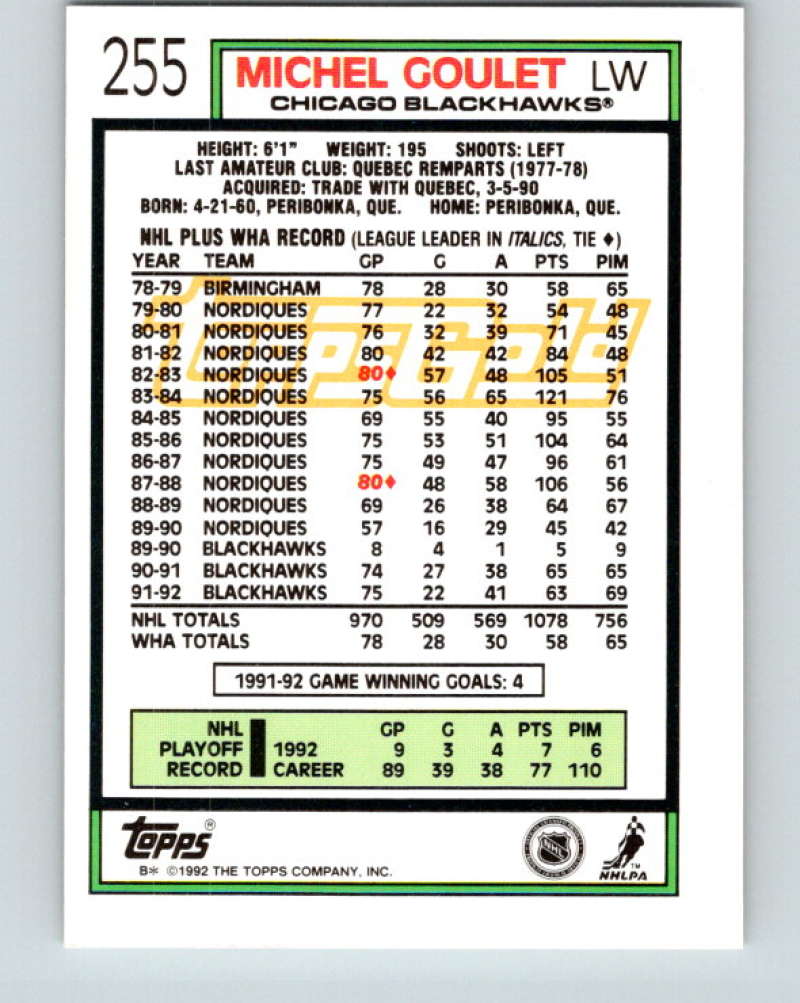 255 MICHEL GOULET LW
CHICAGO BLACKHAWKS®
HEIGHT: 6'1" WEIGHT: 195 SHOOTS: LEFT
LAST AMATEUR CLUB: QUEBEC REMPARTS (1977-78)
ACQUIRED: TRADE WITH QUEBEC, 3-5-90
BORN: 4-21-60, PERIBONKA, QUE. HOME: PERIBONKA, QUE.
NHL PLUS WHA RECORD (LEAGUE LEADER IN ITALICS, TIE ♦)
YEAR TEAM GP G A PTS PIM
78-79 BIRMINGHAM 78 28 30 58 65
79-80 NORDIQUES 77 22 32 54 48
80-81 NORDIQUES 76 32 39 71 45
81-82 NORDIQUES 80 42 42 84 48
82-83 NORDIQUES 80♦ 57 48 105 51
83-84 NORDIQUES 75 56 65 121 76
84-85 NORDIQUES 69 55 40 95 55
85-86 NORDIQUES 75 53 51 104 64
86-87 NORDIQUES 75 49 47 96 61
87-88 NORDIQUES 80♦ 48 58 106 56
88-89 NORDIQUES 69 26 38 64 67
89-90 NORDIQUES 57 16 29 45 42
89-90 BLACKHAWKS 8 4 1 5 9
90-91 BLACKHAWKS 74 27 38 65 65
91-92 BLACKHAWKS 75 22 41 63 69
NHL TOTALS 970 509 569 1078 756
WHA TOTALS 78 28 30 58 65
ToppsGold
1991-92 GAME WINNING GOALS: 4
NHL GP G A PTS PIM
PLAYOFF 1992 9 3 4 7 6
RECORD CAREER 89 39 38 77 110
TOPPS®
B* ©1992 THE TOPPS COMPANY, INC.
NHL
TM
NHLPA